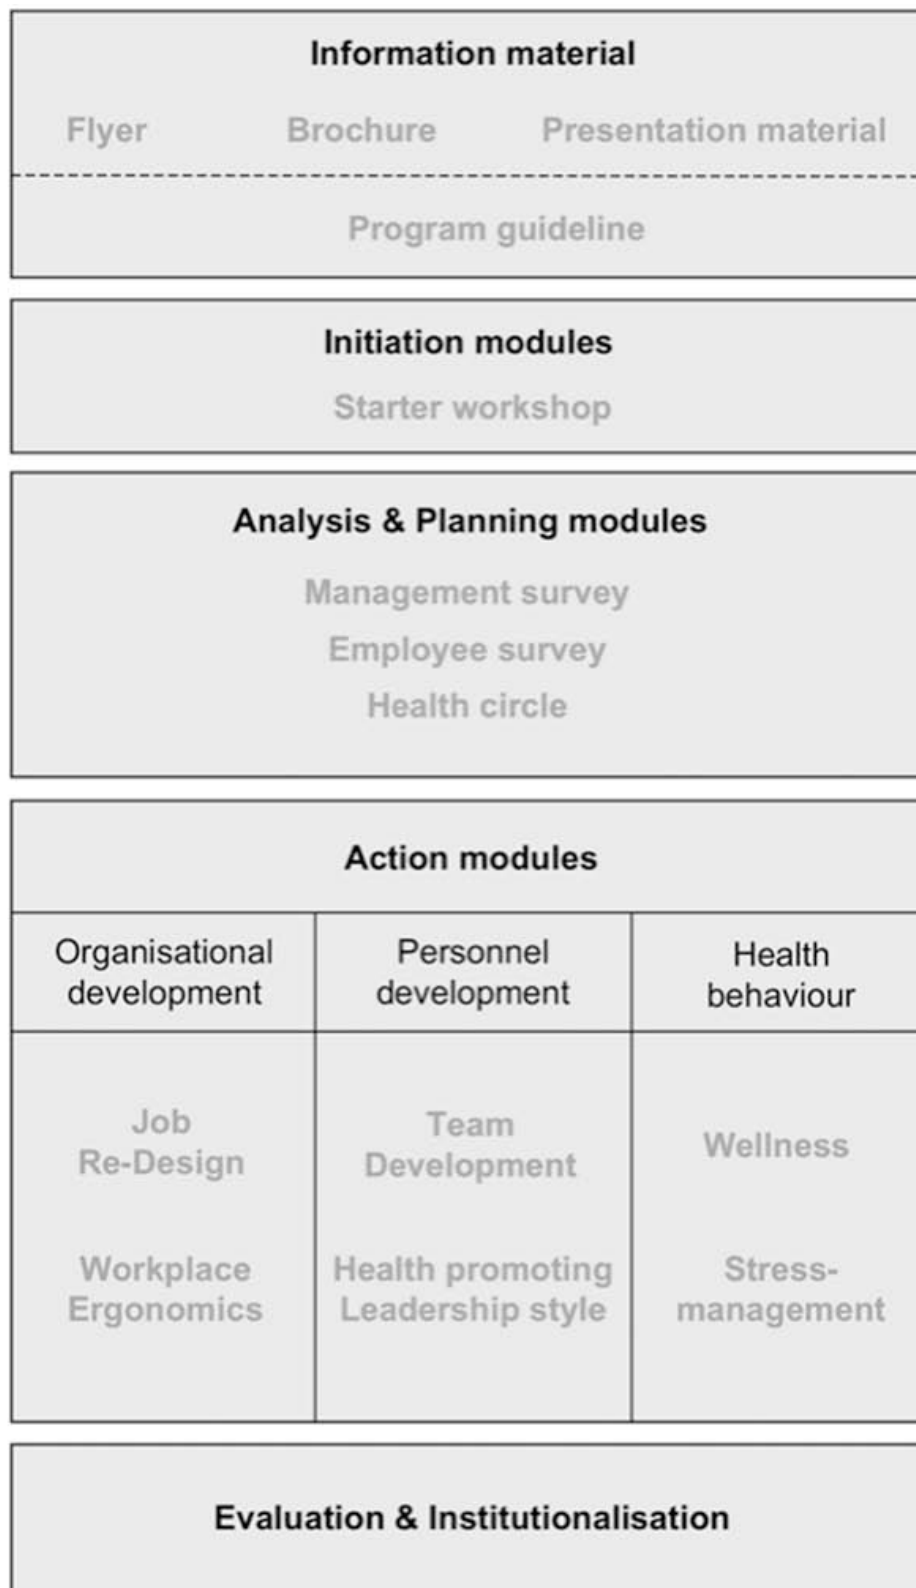 Information material
Flyer Brochure Presentation material
Program guideline
Initiation modules
Starter workshop
Analysis & Planning modules
Management survey
Employee survey
Health circle
Action modules
Organisational
development
Personnel
development
Health
behaviour
Job
Re-Design
Team
Development
Wellness
Workplace
Ergonomics
Health promoting
Leadership style
Stress-
management
Evaluation & Institutionalisation